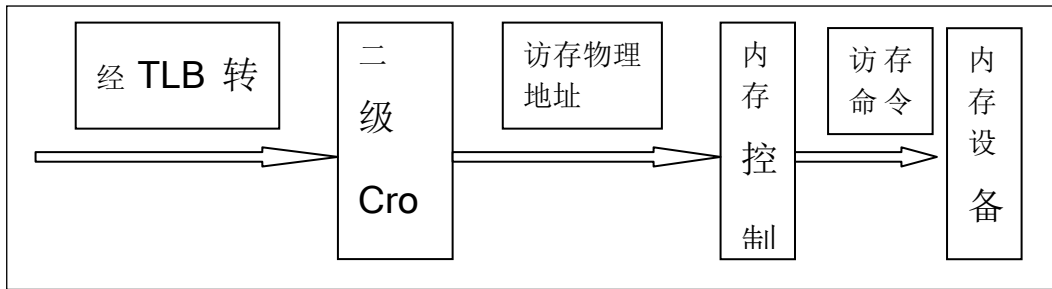 经 TLB 转
二
级
Cro
访存物理
地址
内
存
控
制
访存
命令
内
存
设
备